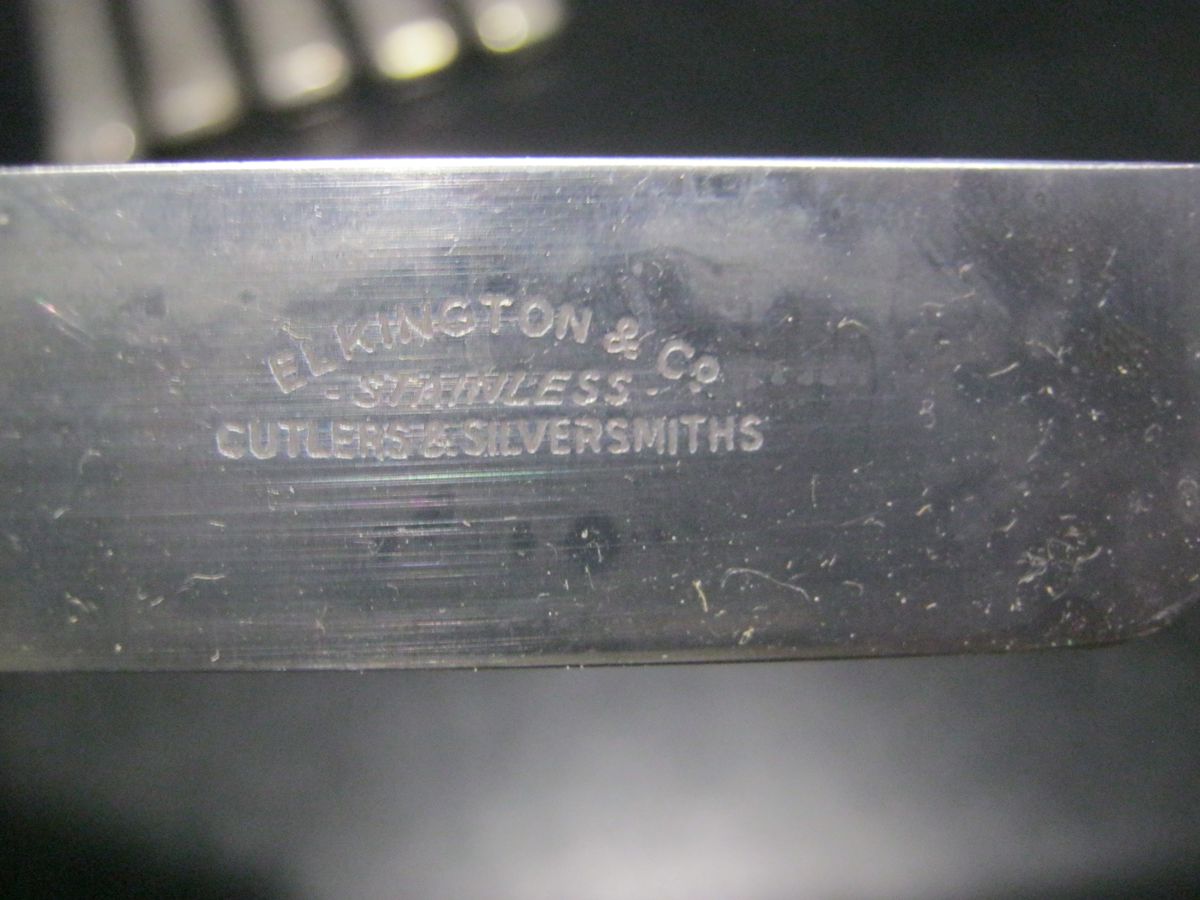 ELKINGTON & Co
-STAINLESS-
CUTLERS & SILVERSMITHS